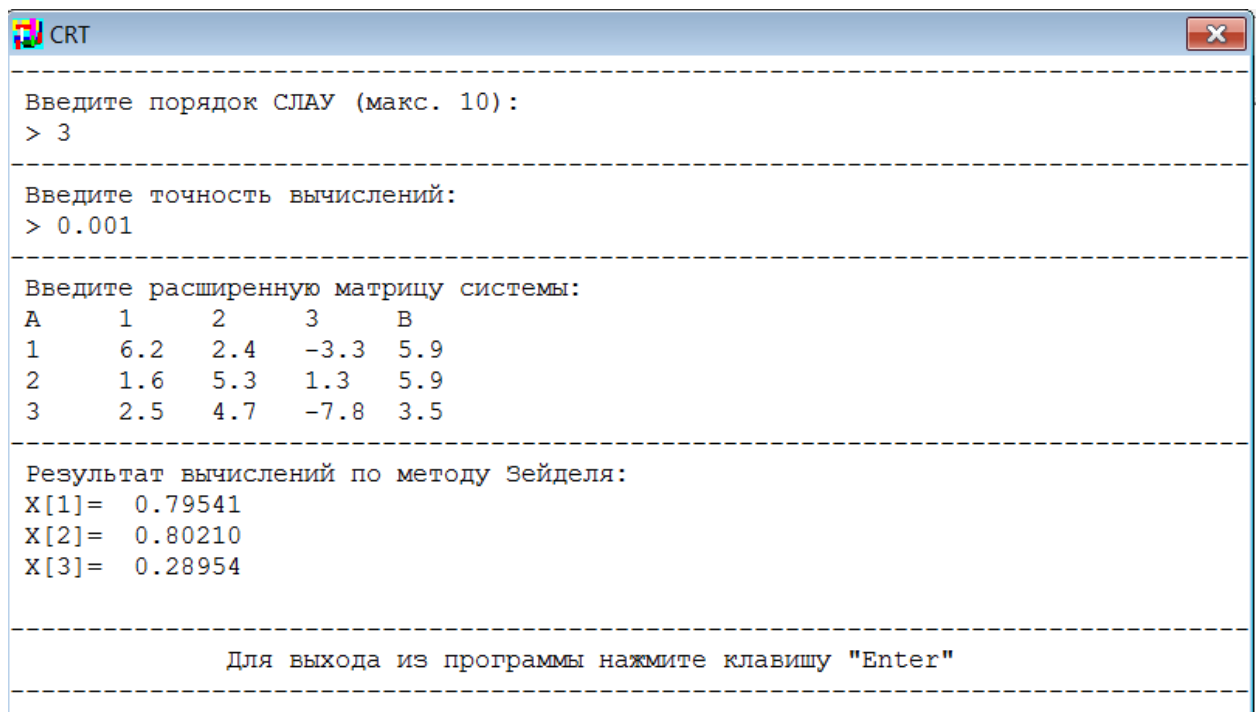 CRT
Введите порядок СЛАУ (макс. 10):
> 3
Введите точность вычислений:
> 0.001
Введите расширенную матрицу системы:
A 1 2 3 B
1 6.2 2.4 -3.3 5.9
2 1.6 5.3 1.3 5.9
3 2.5 4.7 -7.8 3.5
Результат вычислений по методу Зейделя:
X[1]= 0.79541
X[2]= 0.80210
X[3]= 0.28954
Для выхода из программы нажмите клавишу "Enter"